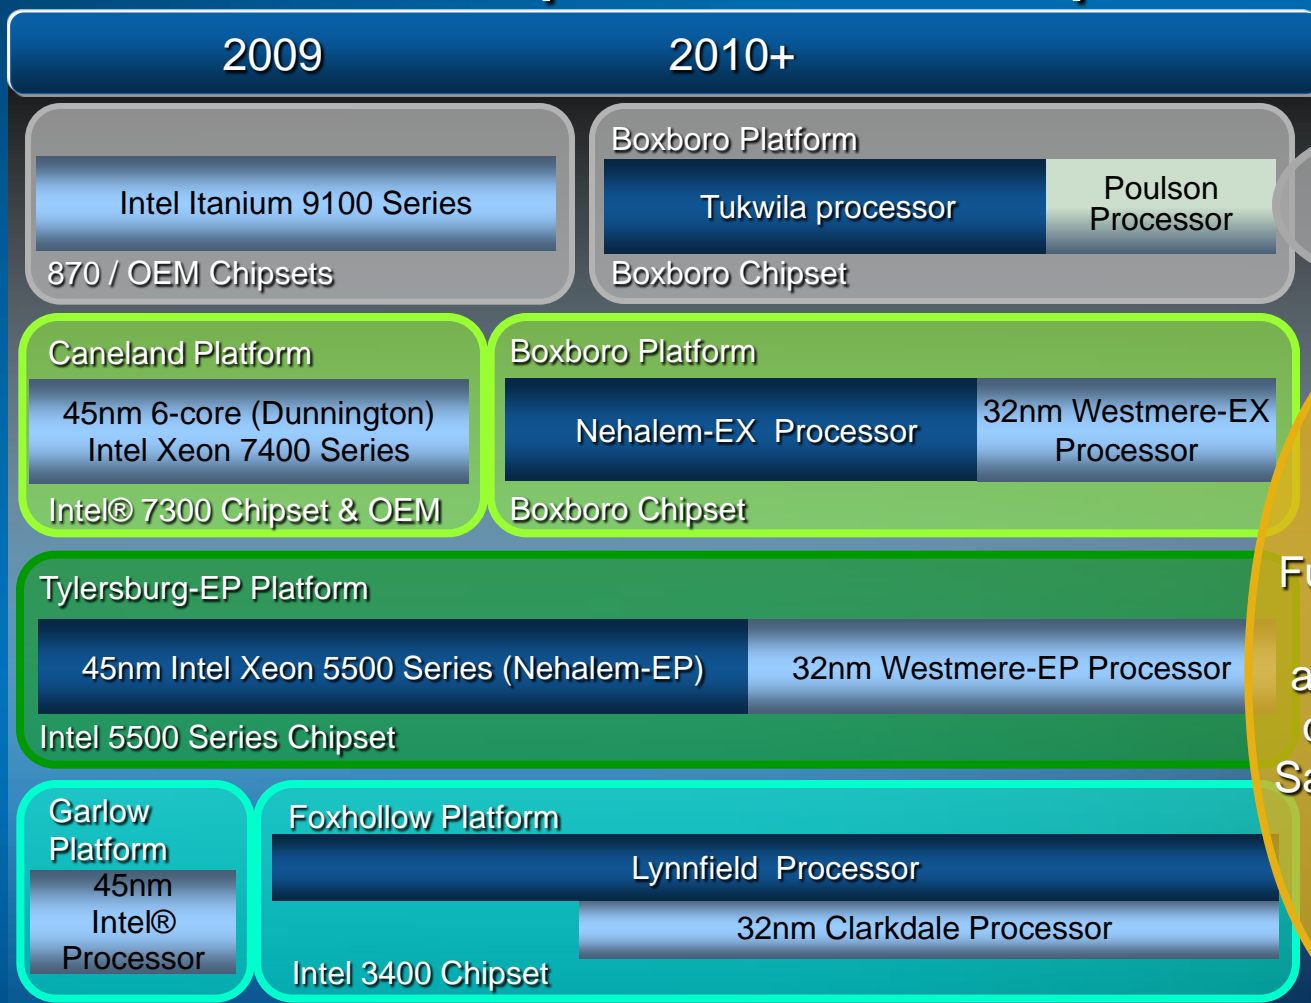 2009
2010+
Intel Itanium 9100 Series
870 / OEM Chipsets
Boxboro Platform
Tukwila processor
Poulson
Processor
Boxboro Chipset
Caneland Platform
45nm 6-core (Dunnington)
Intel Xeon 7400 Series
Intel® 7300 Chipset & OEM
Boxboro Platform
Nehalem-EX Processor
32nm Westmere-EX
Processor
Boxboro Chipset
Tylersburg-EP Platform
45nm Intel Xeon 5500 Series (Nehalem-EP)
32nm Westmere-EP Processor
Intel 5500 Series Chipset
Garlow
Platform
45nm
Intel®
Processor
Foxhollow Platform
Lynnfield Processor
32nm Clarkdale Processor
Intel 3400 Chipset